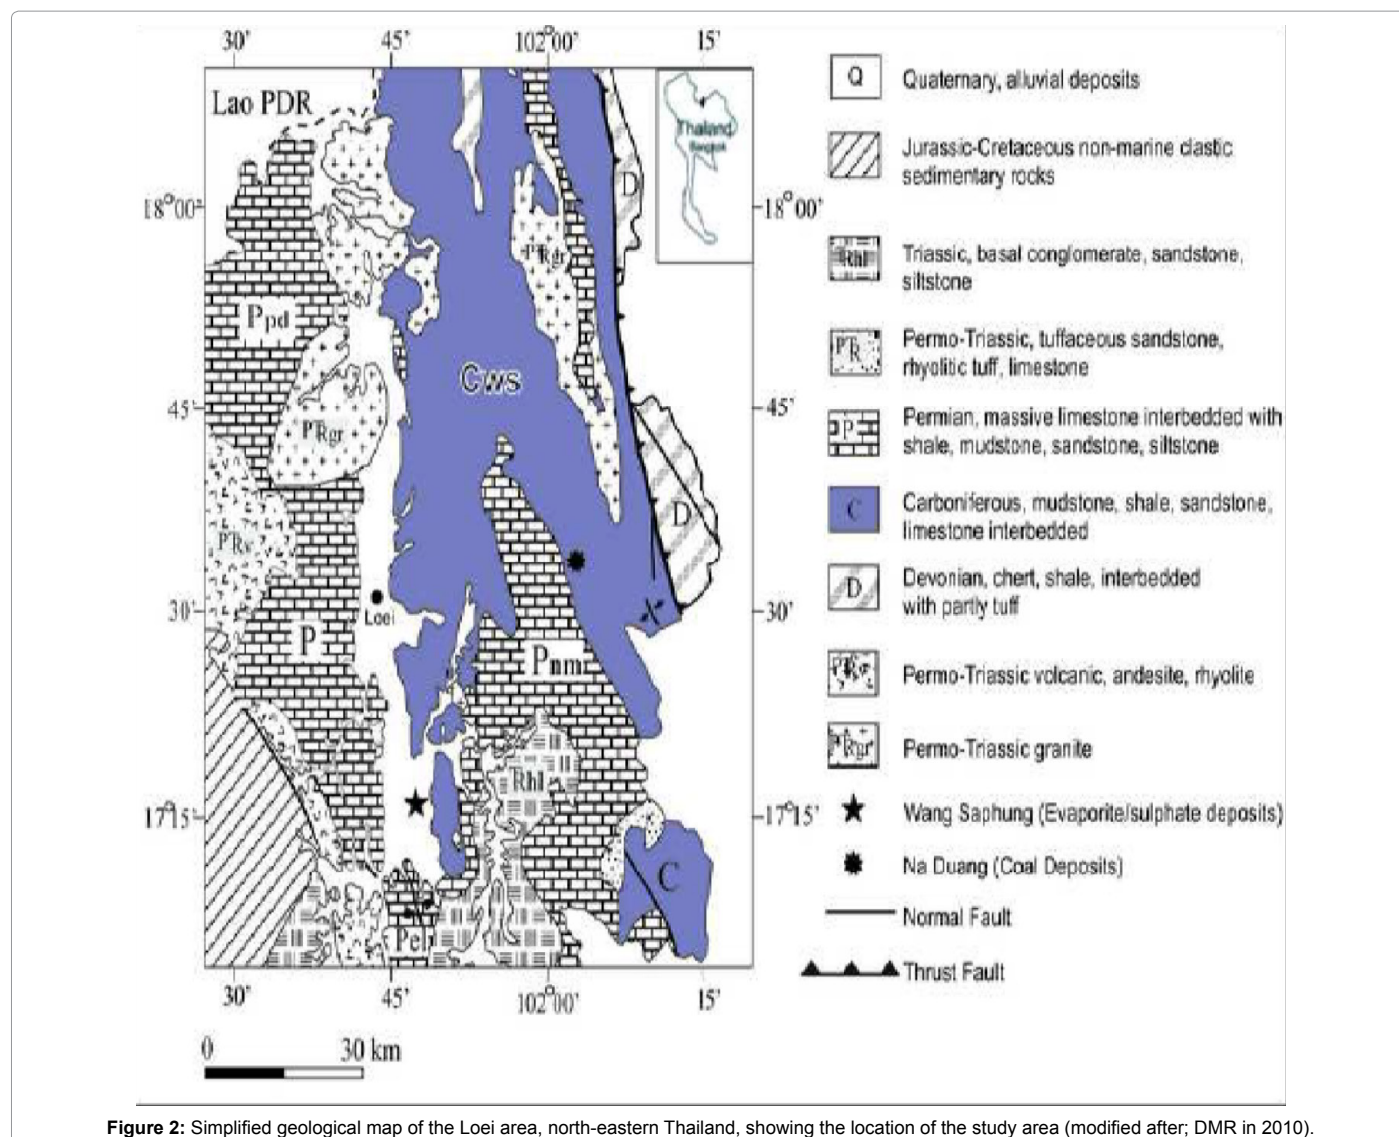 30' 45' 102°00' 15'
Lao PDR
Thailand
Bangkok
D
18°00' 18°00'
PTRgr
Ppd
Cws
45' 45'
PTRgr
D
PTRv
30' 30'
Loei
P
Pnm
Rhl
17°15' 17°15'
C
Pel
30' 45' 102°00' 15'
0 30 km
Q Quaternary, alluvial deposits
Jurassic-Cretaceous non-marine clastic
sedimentary rocks
Rhl Triassic, basal conglomerate, sandstone,
siltstone
PTR Permo-Triassic, tuffaceous sandstone,
rhyolitic tuff, limestone
P Permian, massive limestone interbedded with
shale, mudstone, sandstone, siltstone
C Carboniferous, mudstone, shale, sandstone,
limestone interbedded
D Devonian, chert, shale, interbedded
with partly tuff
Permo-Triassic volcanic, andesite, rhyolite
PTRgr Permo-Triassic granite
Wang Saphung (Evaporite/sulphate deposits)
Na Duang (Coal Deposits)
Normal Fault
Thrust Fault
Figure 2: Simplified geological map of the Loei area, north-eastern Thailand, showing the location of the study area (modified after; DMR in 2010).